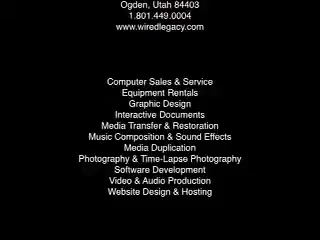 Ogden, Utah 84403
1.801.449.0004
www.wiredlegacy.com
Computer Sales & Service
Equipment Rentals
Graphic Design
Interactive Documents
Media Transfer & Restoration
Music Composition & Sound Effects
Media Duplication
Photography & Time-Lapse Photography
Software Development
Video & Audio Production
Website Design & Hosting